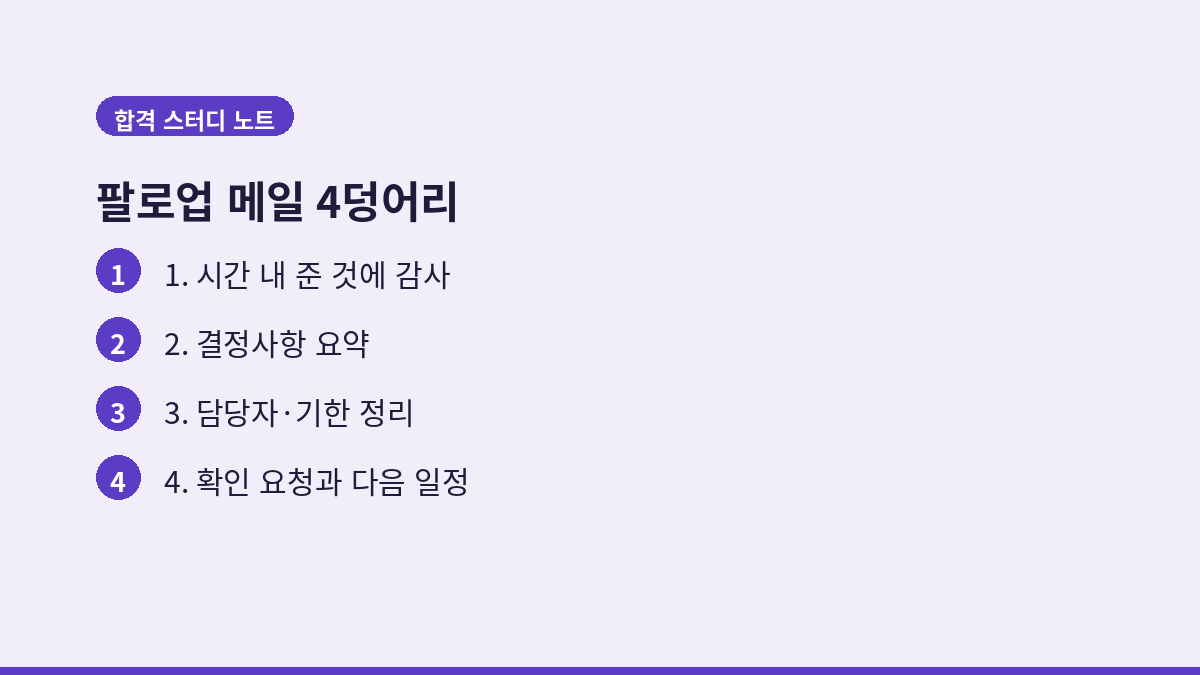 합격 스터디 노트
팔로업 메일 4덩어리
1 1. 시간 내 준 것에 감사
2 2. 결정사항 요약
3 3. 담당자·기한 정리
4 4. 확인 요청과 다음 일정